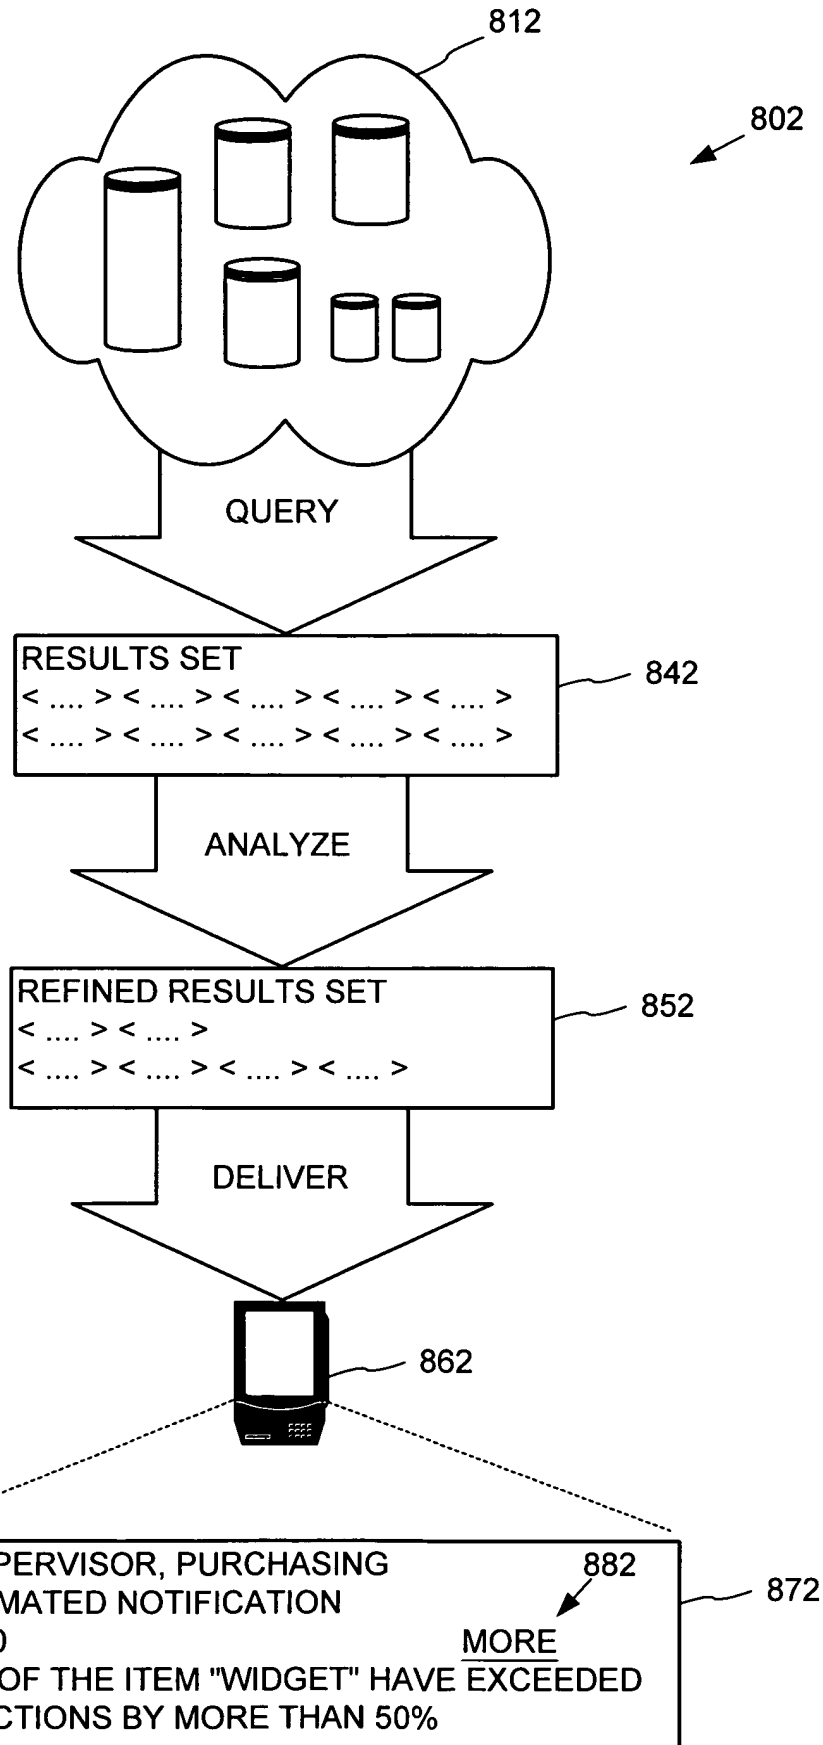 812
802
QUERY
RESULTS SET
< .... > < .... > < .... > < .... > < .... >
< .... > < .... > < .... > < .... > < .... >
842
ANALYZE
REFINED RESULTS SET
< .... > < .... >
< .... > < .... > < .... > < .... >
852
DELIVER
862
PERVISOR, PURCHASING
882
MATED NOTIFICATION
872
MORE
OF THE ITEM "WIDGET" HAVE EXCEEDED
CTIONS BY MORE THAN 50%